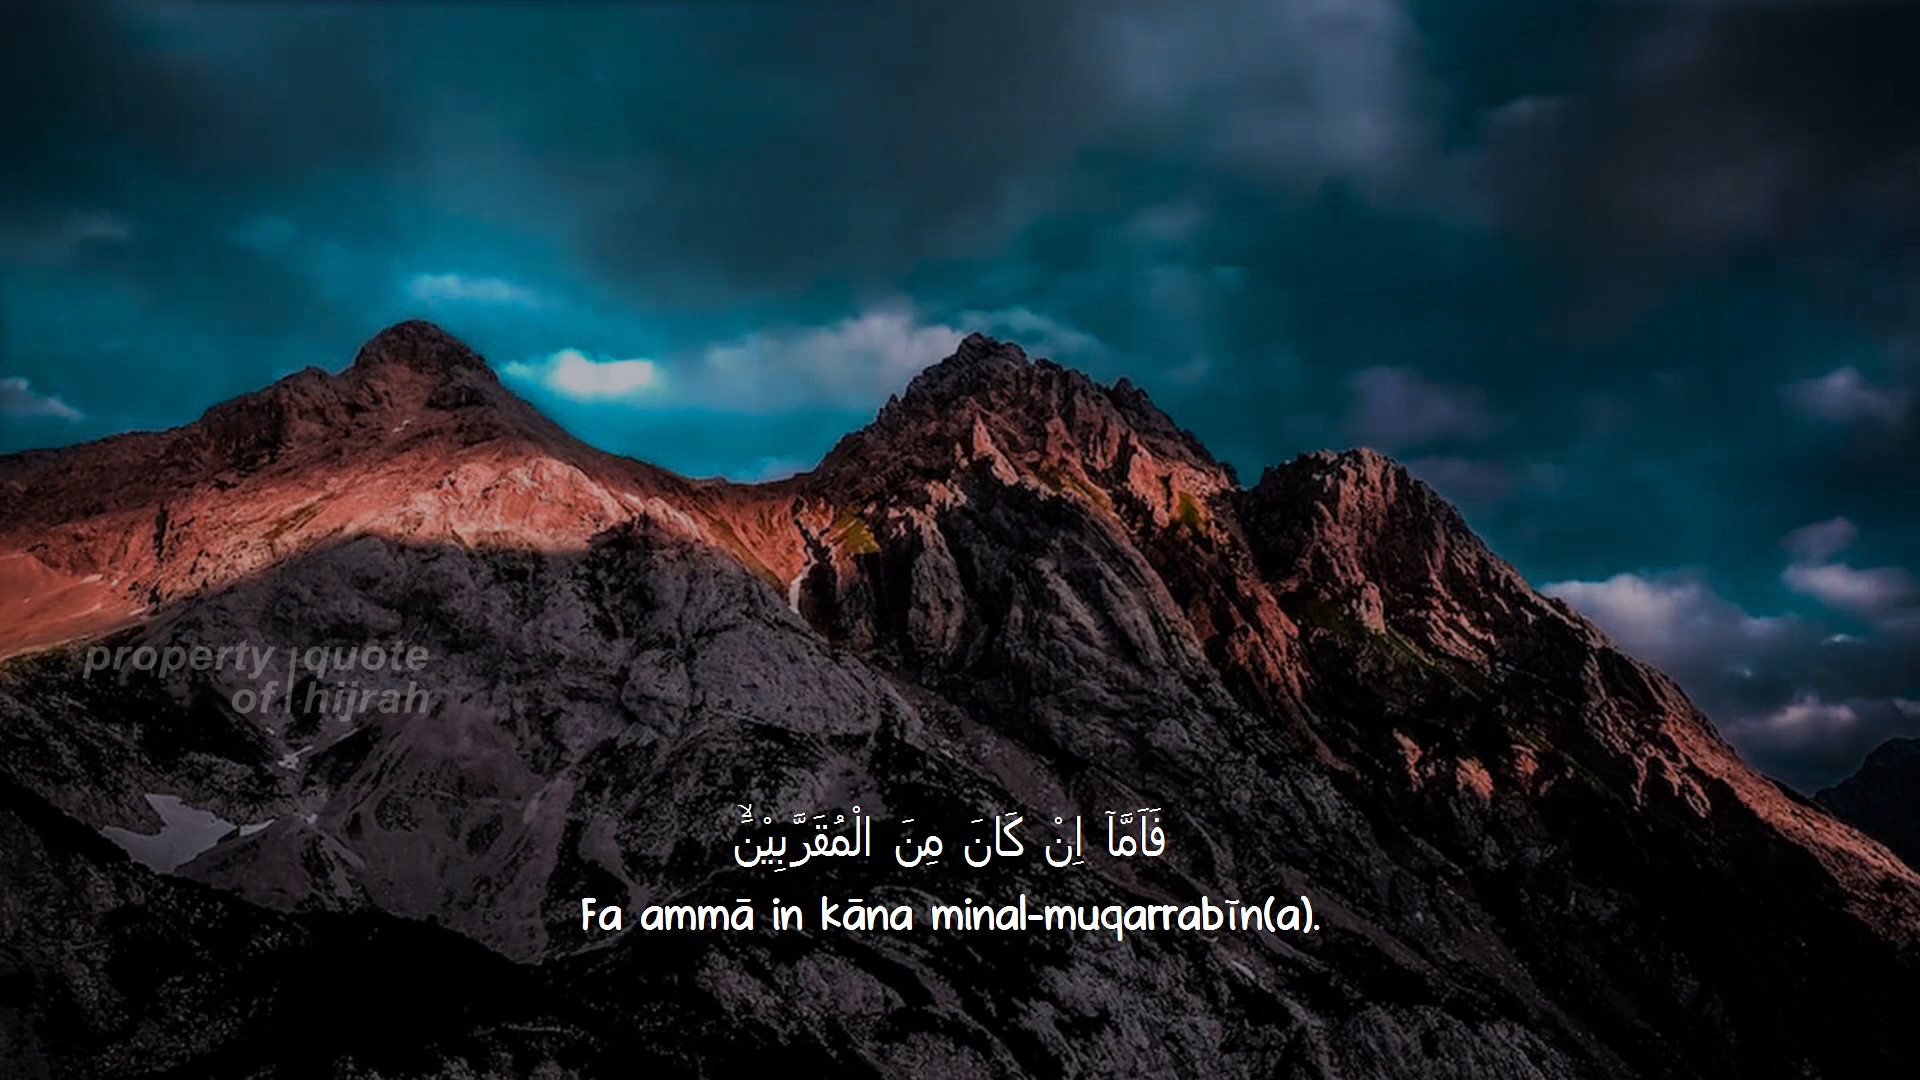 property | quote
of | hijrah
فَاَمَّآ اِنْ كَانَ مِنَ الْمُقَرَّبِيْنَۙ
Fa ammā in kāna minal-muqarrabīn(a).